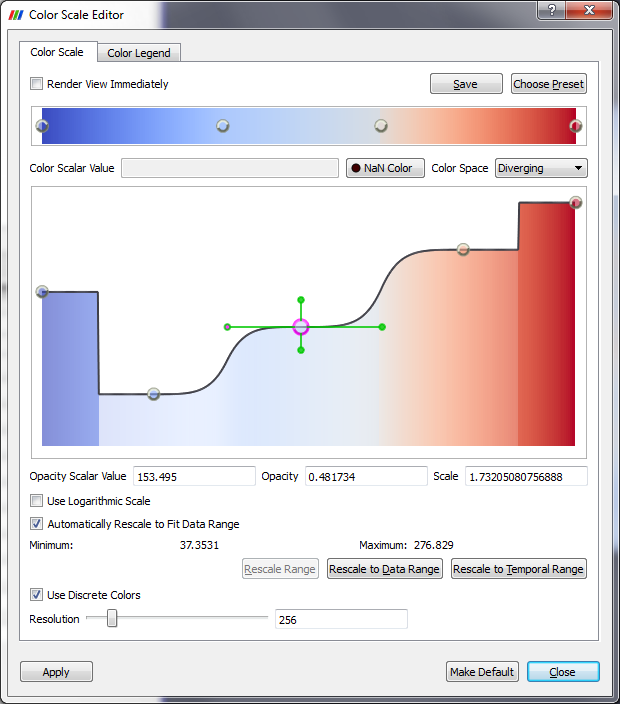 Color Scale Editor
Color Scale Color Legend
Render View Immediately Save Choose Preset
Color Scalar Value NaN Color Color Space Diverging
Opacity Scalar Value 153.495 Opacity 0.481734 Scale 1.73205080756888
Use Logarithmic Scale
Automatically Rescale to Fit Data Range
Minimum: 37.3531 Maximum: 276.829
Rescale Range Rescale to Data Range Rescale to Temporal Range
Use Discrete Colors
Resolution 256
Apply Make Default Close